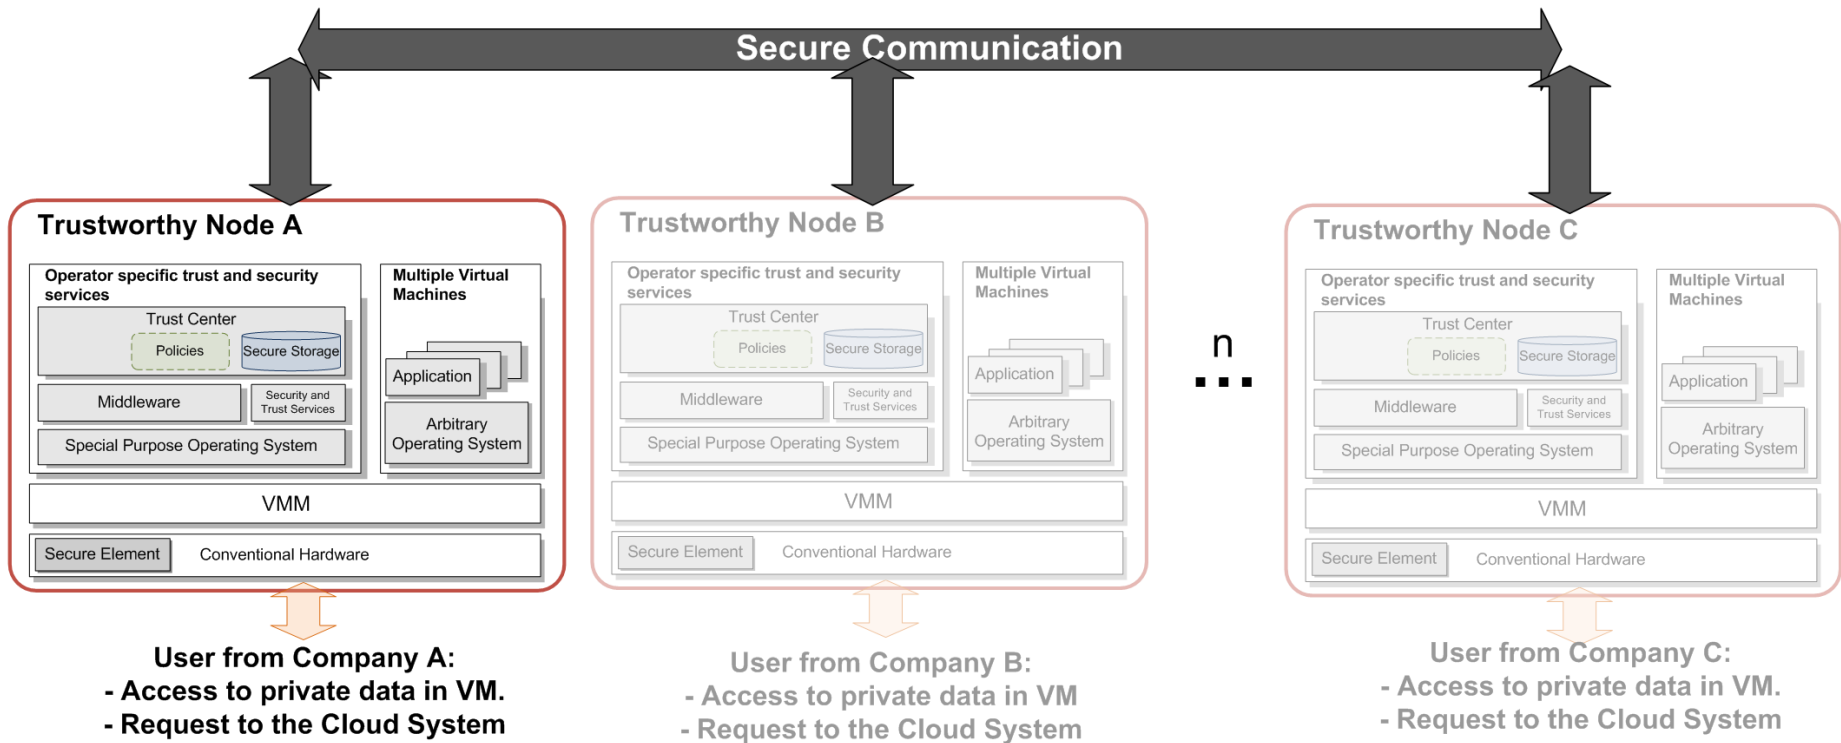 Secure Communication
Trustworthy Node A
Operator specific trust and security
services
Trust Center
Policies
Secure Storage
Middleware
Security and
Trust Services
Special Purpose Operating System
Multiple Virtual
Machines
Application
Arbitrary
Operating System
VMM
Secure Element
Conventional Hardware
User from Company A:
- Access to private data in VM.
- Request to the Cloud System
Trustworthy Node B
Operator specific trust and security
services
Trust Center
Policies
Secure Storage
Middleware
Security and
Trust Services
Special Purpose Operating System
Multiple Virtual
Machines
Application
Arbitrary
Operating System
VMM
Secure Element
Conventional Hardware
User from Company B:
- Access to private data in VM
- Request to the Cloud System
n
...
Trustworthy Node C
Operator specific trust and security
services
Trust Center
Policies
Secure Storage
Middleware
Security and
Trust Services
Special Purpose Operating System
Multiple Virtual
Machines
Application
Arbitrary
Operating System
VMM
Secure Element
Conventional Hardware
User from Company C:
- Access to private data in VM.
- Request to the Cloud System